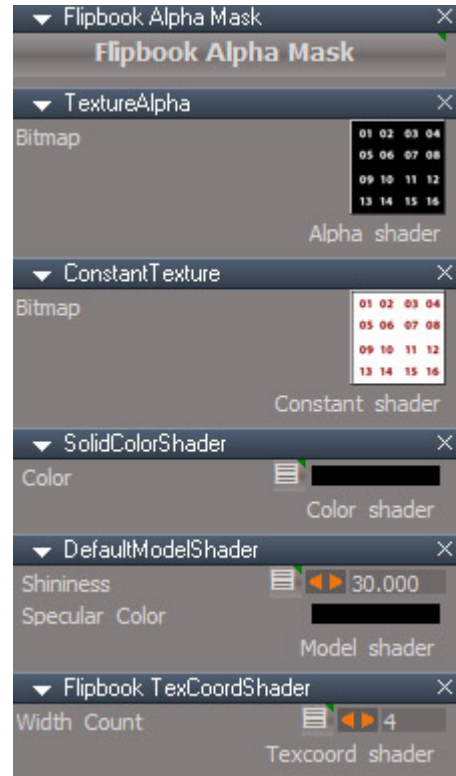 Flipbook Alpha Mask
Flipbook Alpha Mask
TextureAlpha
Bitmap
01 02 03 04
05 06 07 08
09 10 11 12
13 14 15 16
Alpha shader
ConstantTexture
Bitmap
01 02 03 04
05 06 07 08
09 10 11 12
13 14 15 16
Constant shader
SolidColorShader
Color
Color shader
DefaultModelShader
Shininess 30.000
Specular Color
Model shader
Flipbook TexCoordShader
Width Count 4
Texcoord shader